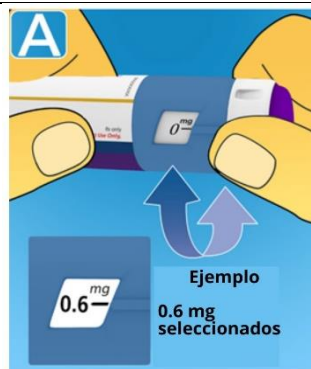 A
Rx only
Use Only.
mg
0
Ejemplo
mg
0.6
0.6 mg
seleccionados